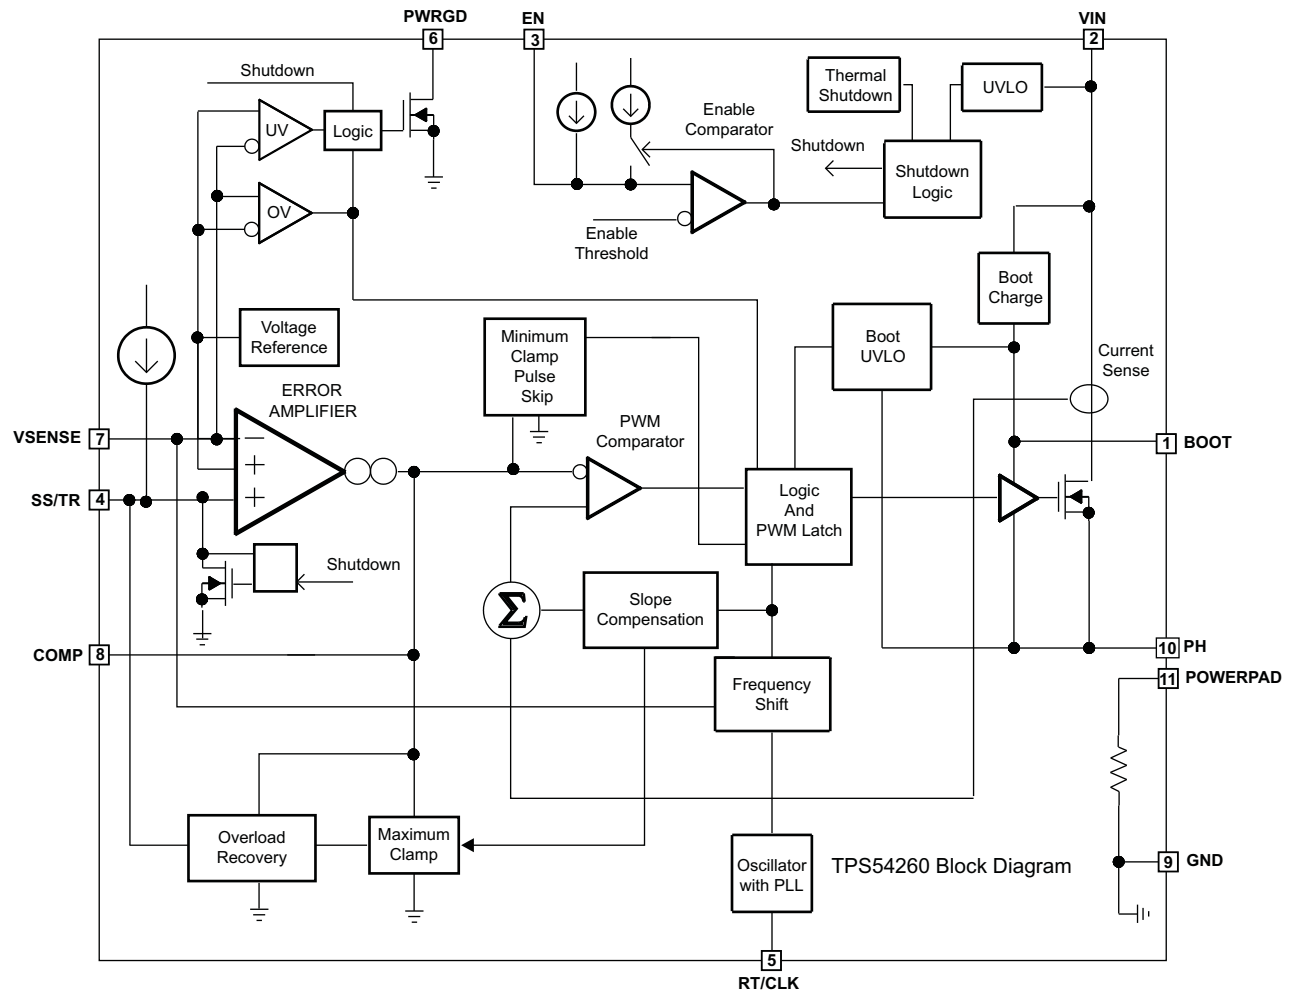 PWRGD
6
EN
3
VIN
2
Shutdown
UV
Logic
OV
Enable
Comparator
Enable
Threshold
Thermal
Shutdown
UVLO
Shutdown
Shutdown
Logic
Boot
Charge
Voltage
Reference
ERROR
AMPLIFIER
Minimum
Clamp
Pulse
Skip
PWM
Comparator
Boot
UVLO
Current
Sense
VSENSE
7
SS/TR
4
−
+
+
Logic
And
PWM Latch
1
BOOT
Shutdown
Σ
Slope
Compensation
COMP
8
10
PH
11
POWERPAD
Frequency
Shift
Overload
Recovery
Maximum
Clamp
Oscillator
with PLL
TPS54260 Block Diagram
9
GND
5
RT/CLK